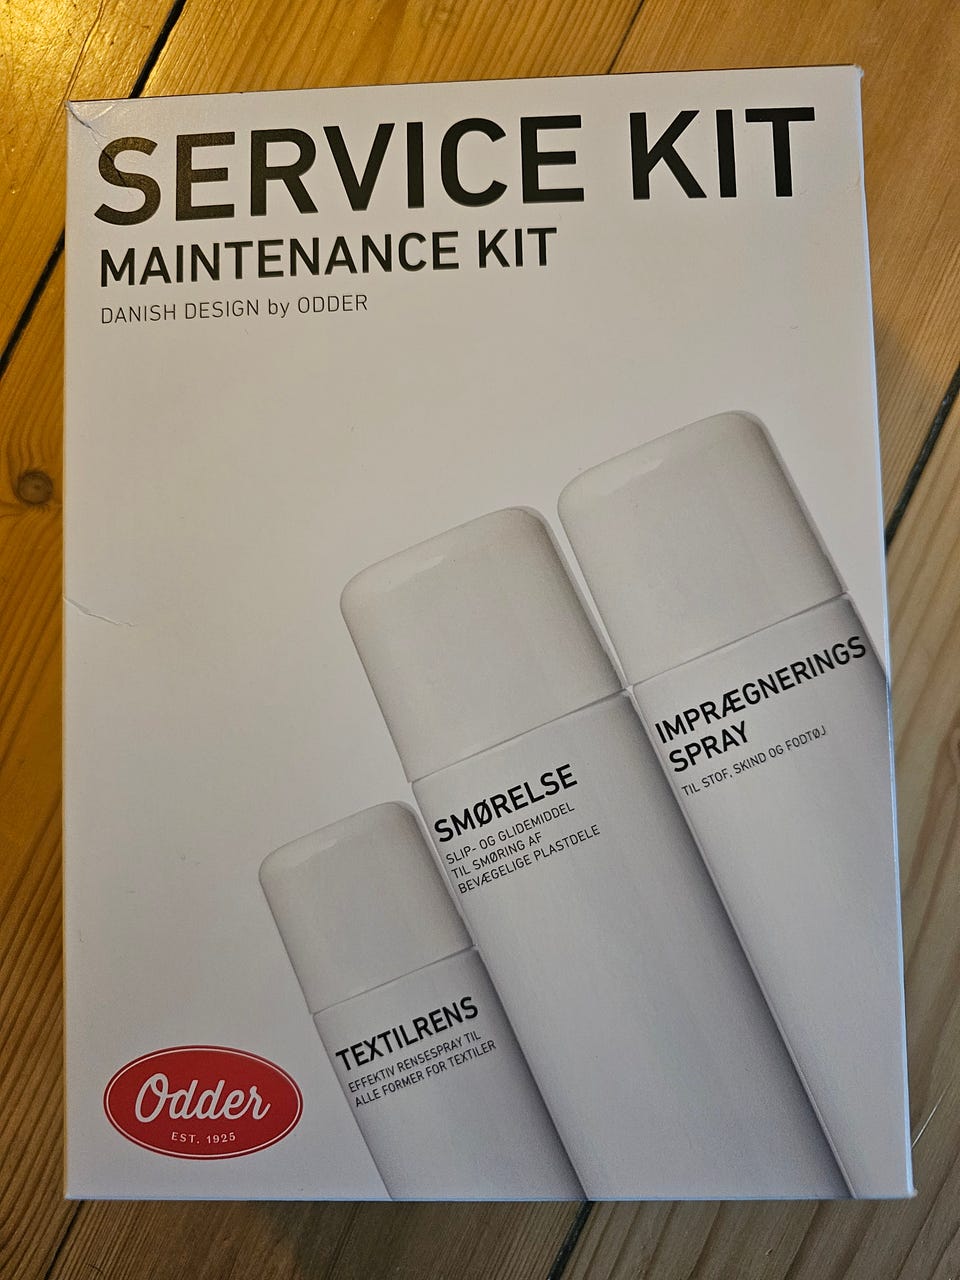 SERVICE KIT
MAINTENANCE KIT
DANISH DESIGN by ODDER
IMPRÆGNERINGS
SPRAY
TIL STOF, SKIND OG FODTØJ
SMØRELSE
SLIP- OG GLIDEMIDDEL
TIL SMØRING AF
BEVÆGELIGE PLASTDELE
TEXTILRENS
EFFEKTIV RENSESPRAY TIL
ALLE FORMER FOR TEXTILER
Odder
EST. 1925